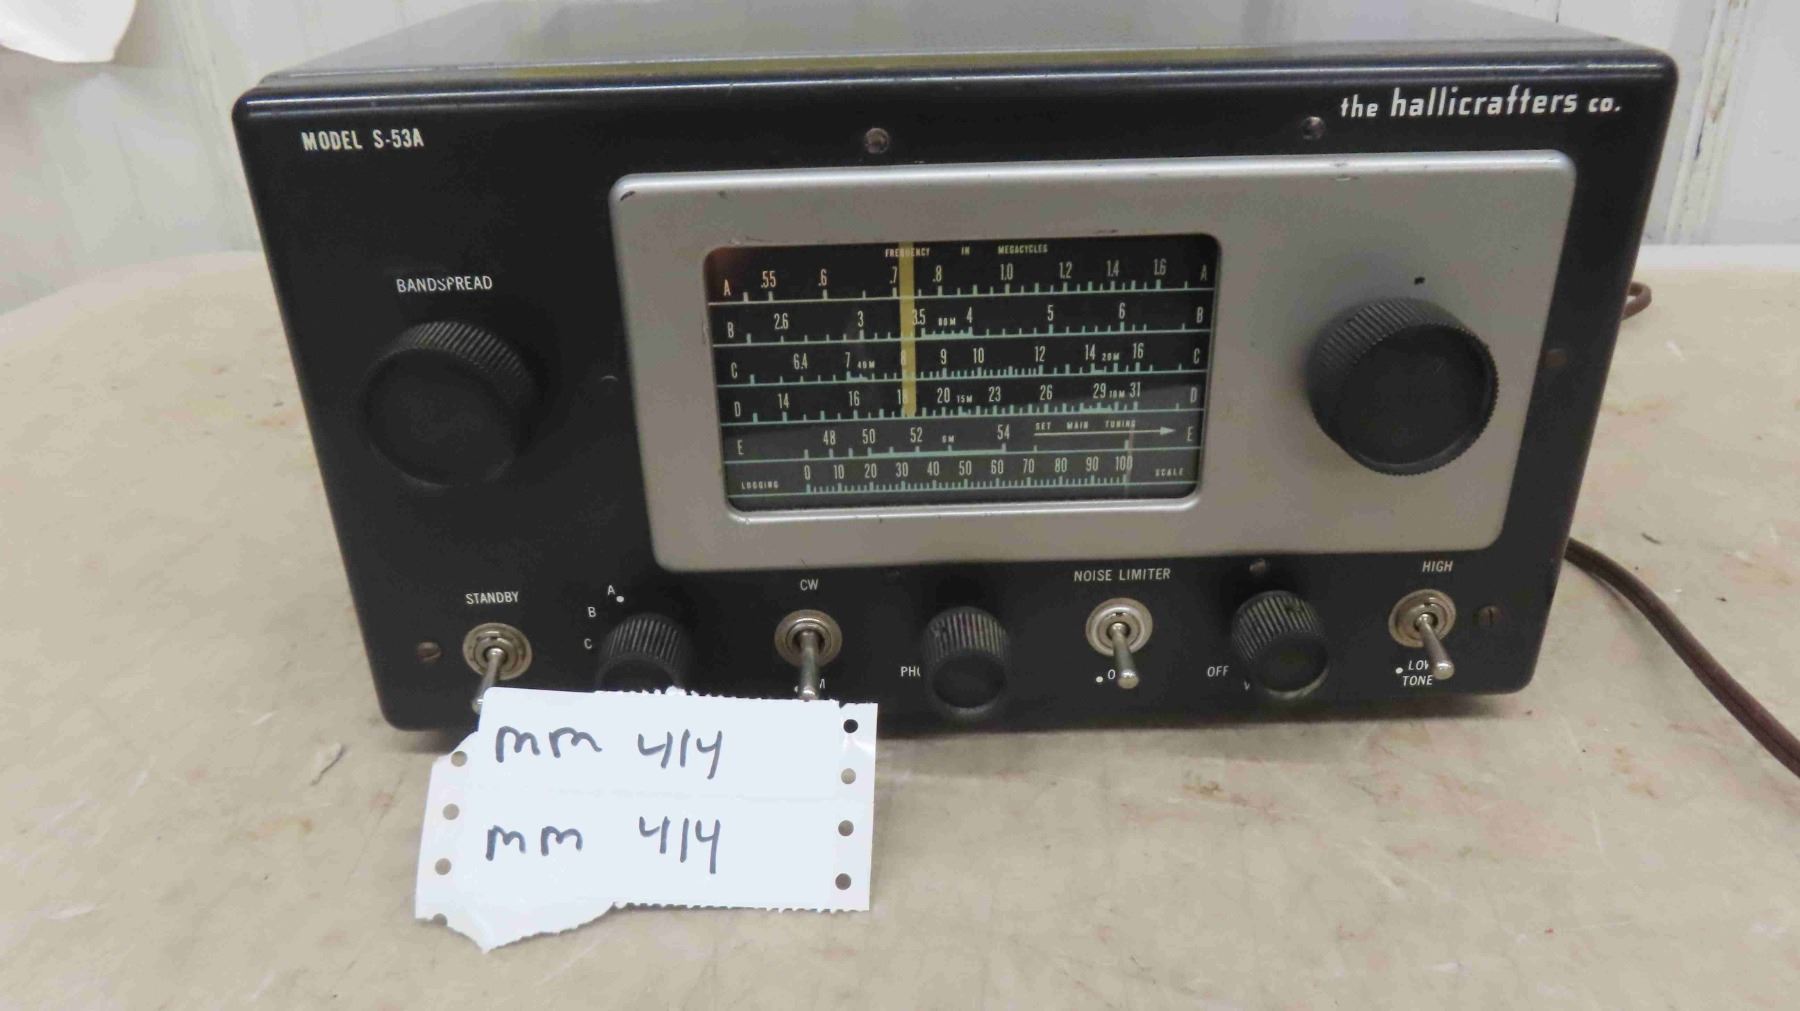 MODEL S-53A
the hallicrafters co.
BANDSPREAD
FREQUENCY IN MEGACYCLES
A .55 .6 .7 .8 1.0 1.2 1.4 1.6 A
B 2.6 3 3.5 80M 4 5 6 B
C 6.4 7 40M 8 9 10 12 14 20M 16 C
D 14 16 18 20 15M 23 26 29 10M 31 D
SET MAIN TUNING
E 48 50 52 6M 54 E
0 10 20 30 40 50 60 70 80 90 100
LOGGING SCALE
STANDBY
A
B
C
CW
NOISE LIMITER
HIGH
OFF
LOW
TONE
mm 414
mm 414